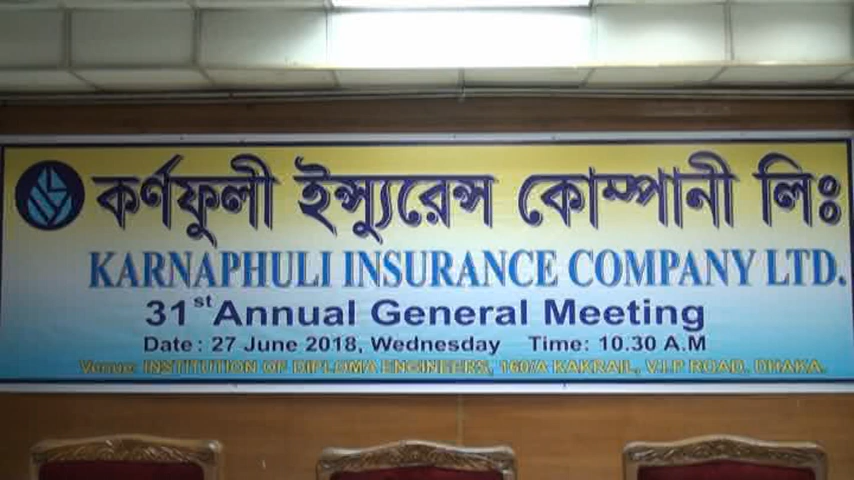 কর্ণফুলী ইন্স্যুরেন্স কোম্পানী লিঃ
KARNAPHULI INSURANCE COMPANY LTD.
31st Annual General Meeting
Date : 27 June 2018, Wednesday Time: 10.30 A.M
Venue: INSTITUTION OF DIPLOMA ENGINEERS, 160/A KAKRAIL, V.I.P ROAD, DHAKA.